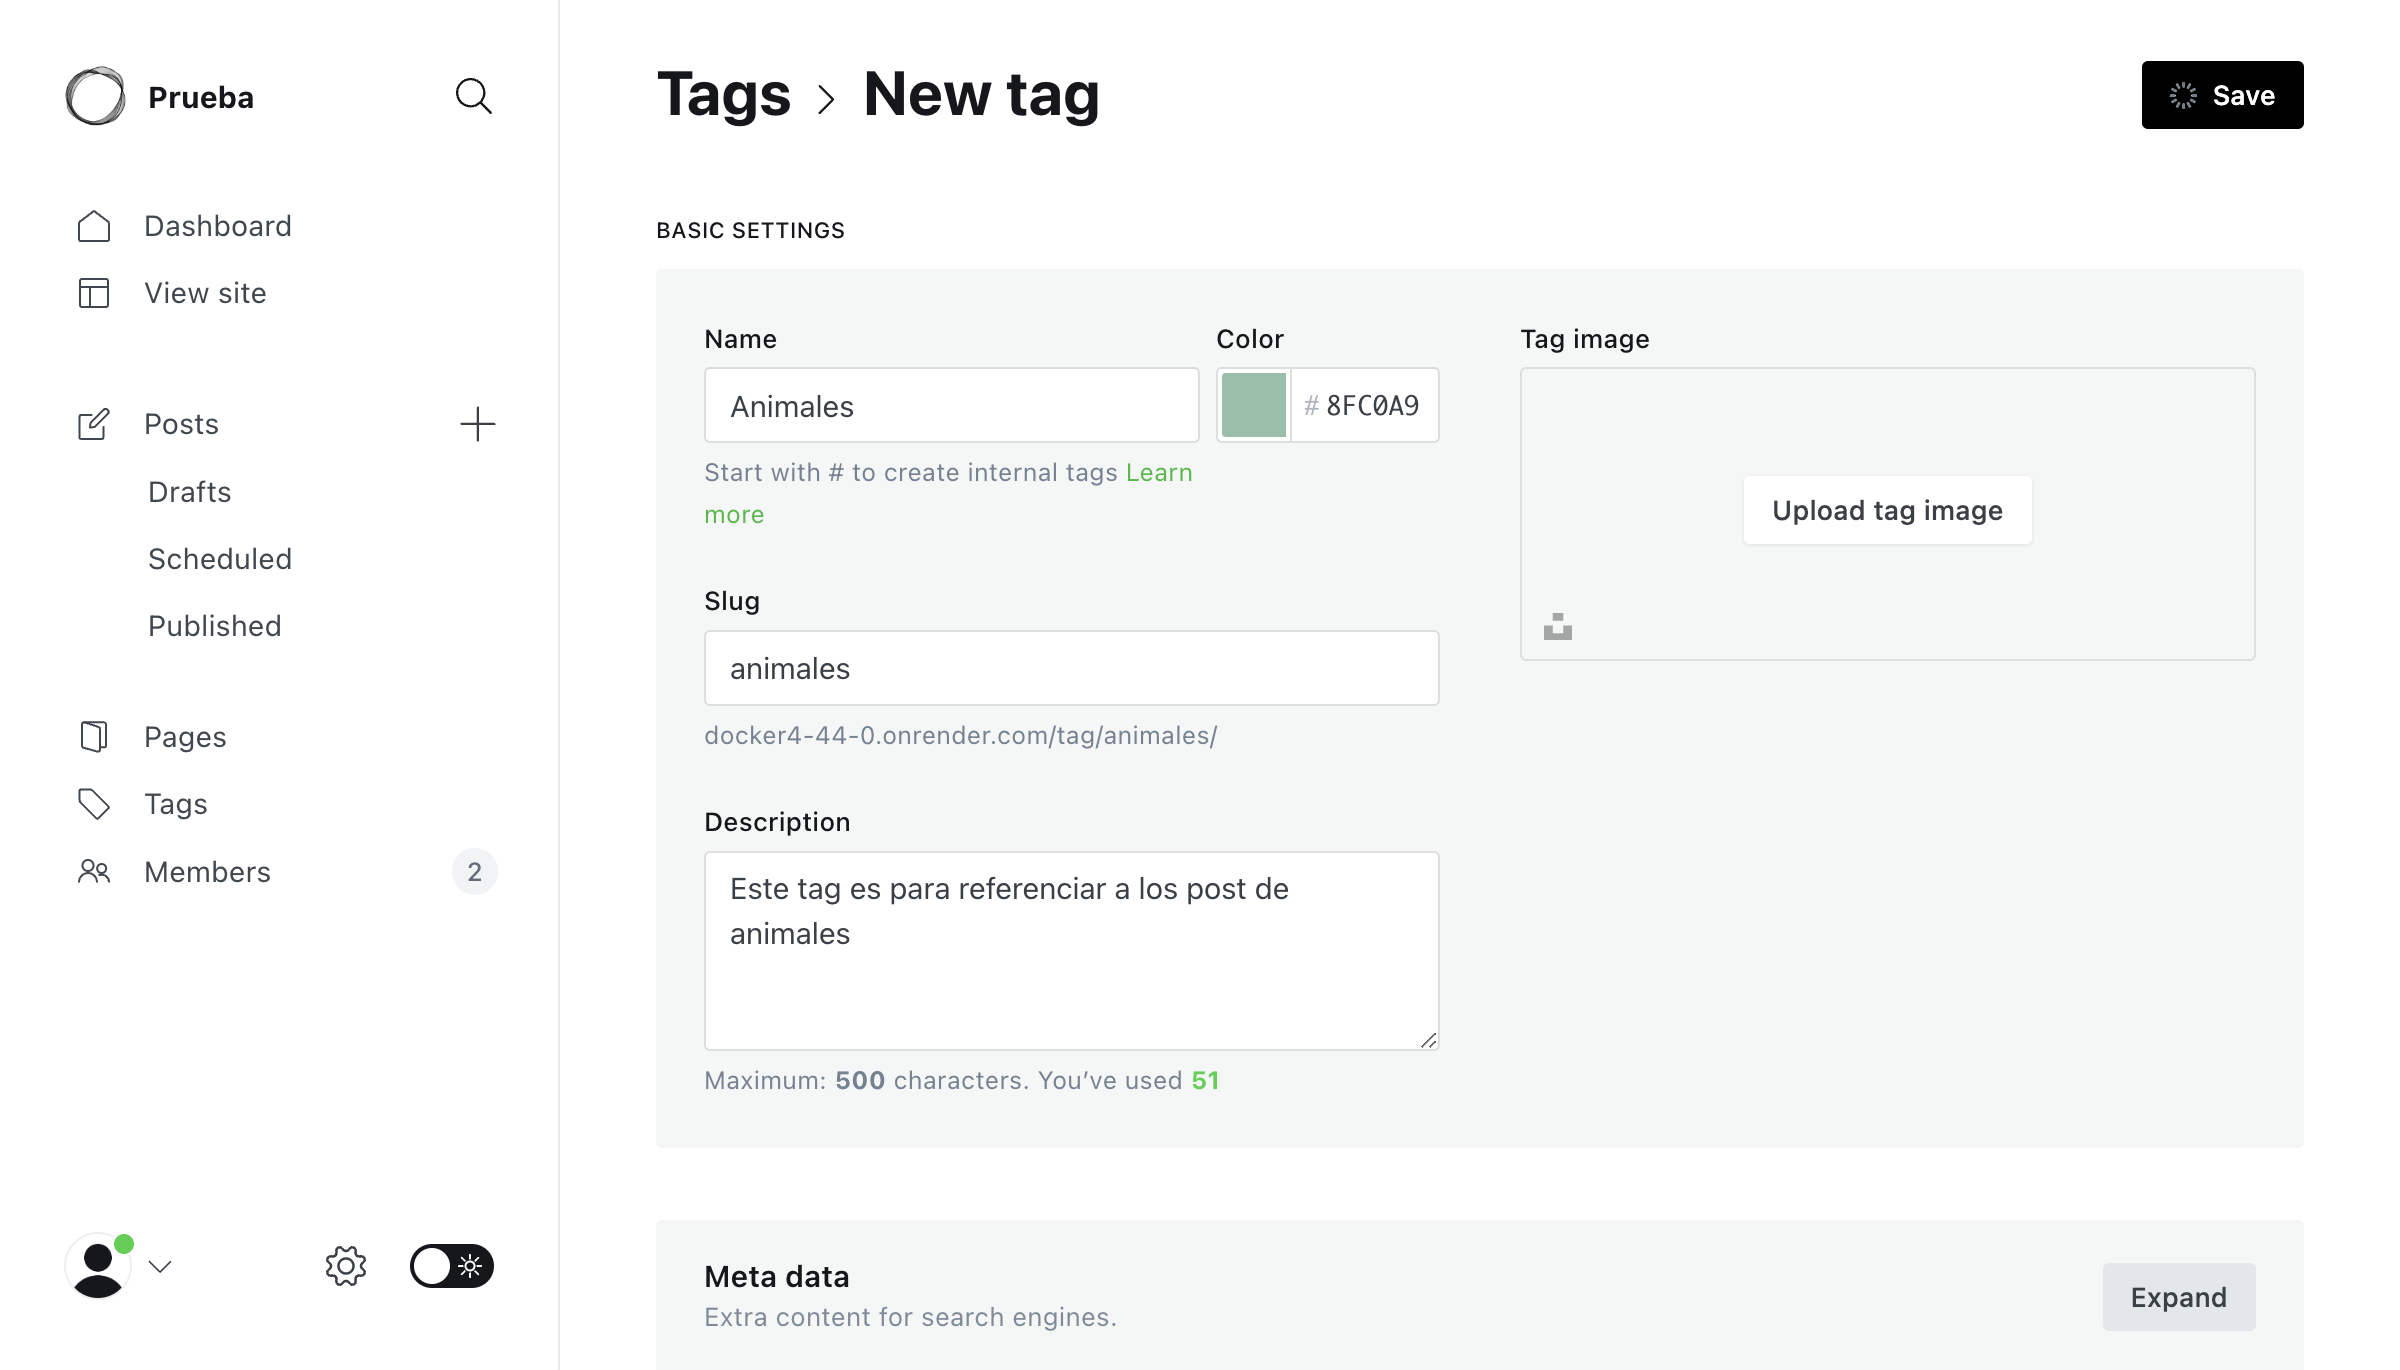 Prueba
Dashboard
View site
Posts
Drafts
Scheduled
Published
Pages
Tags
Members
2
Tags > New tag
Save
BASIC SETTINGS
Name
Animales
Start with # to create internal tags Learn
more
Color
# 8FC0A9
Slug
animales
docker4-44-0.onrender.com/tag/animales/
Description
Este tag es para referenciar a los post de
animales
Maximum: 500 characters. You’ve used 51
Tag image
Upload tag image
Meta data
Extra content for search engines.
Expand